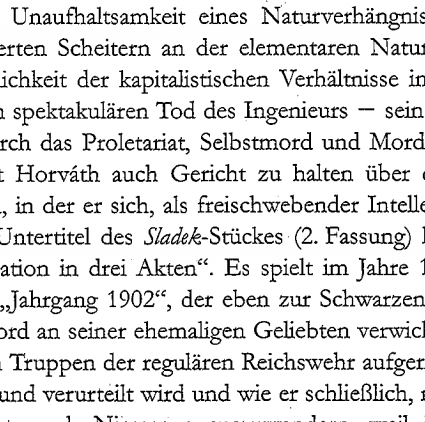 Unaufhaltsamkeit eines Naturverhängnis
erten Scheitern an der elementaren Natur
lichkeit der kapitalistischen Verhältnisse in
spektakulären Tod des Ingenieurs — sein
rch das Proletariat, Selbstmord und Mord
t Horváth auch Gericht zu halten über
, in der er sich, als freischwebender Intelle
Untertitel des Sladek-Stückes (2. Fassung)
ation in drei Akten“. Es spielt im Jahre 1
„Jahrgang 1902“, der eben zur Schwarzen
ord an seiner ehemaligen Geliebten verwick
Truppen der regulären Reichswehr aufger
und verurteilt wird und wie er schließlich,